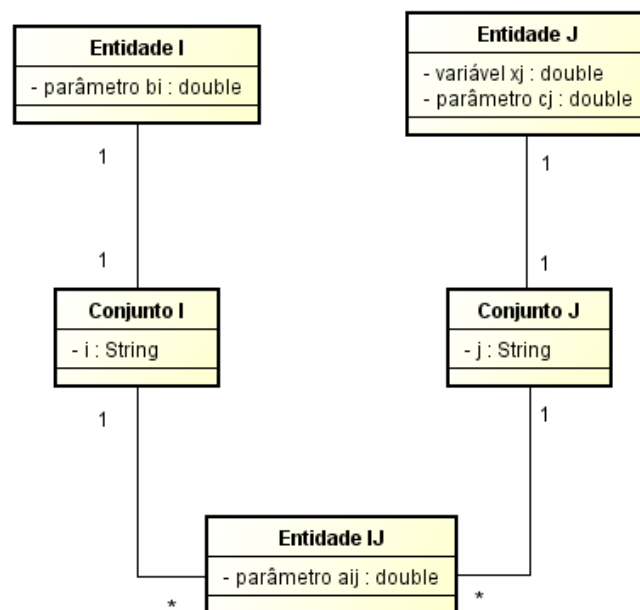 Entidade I
- parâmetro bi : double
Entidade J
- variável xj : double
- parâmetro cj : double
1
1
1
1
Conjunto I
- i : String
Conjunto J
- j : String
1
1
Entidade IJ
- parâmetro aij : double
*
*